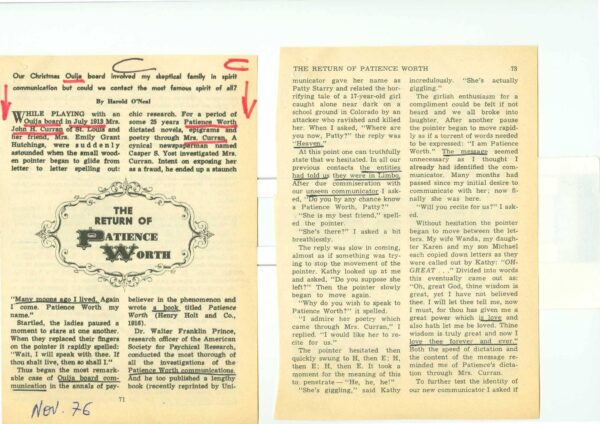 Our Christmas Ouija board involved my skeptical family in spirit
communication but could we contact the most famous spirit of all?
By Harold O'Neal
WHILE PLAYING with an
Ouija board in July 1913 Mrs.
John H. Curran of St. Louis and
her friend, Mrs. Emily Grant
Hutchings, were suddenly
astounded when the small wood-
en pointer began to glide from
letter to letter spelling out:
THE
RETURN OF
PATIENCE
WORTH
"Many moons ago I lived. Again
I come. Patience Worth my
name."
Startled, the ladies paused a
moment to stare at one another.
When they replaced their fingers
on the pointer it rapidly spelled:
"Wait, I will speak with thee. If
thou shall live, then so shall I."
Thus began the most remark-
able case of Ouija board com-
munication in the annals of psy-
chic research. For a period of
some 25 years Patience Worth
dictated novels, epigrams and
poetry through Mrs. Curran. A
cynical newspaperman named
Casper S. Yost investigated Mrs.
Curran. Intent on exposing her
as a fraud, he ended up a staunch
believer in the phenomenon and
wrote a book titled Patience
Worth (Henry Holt and Co.,
1916).
Dr. Walter Franklin Prince,
research officer of the American
Society for Psychical Research,
conducted the most thorough of
all the investigations of the
Patience Worth communications.
And he too published a lengthy
book (recently reprinted by Uni-
71
Nov. 76
THE RETURN OF PATIENCE WORTH 73
municator gave her name as
Patty Starry and related the hor-
rifying tale of a 17-year-old girl
caught alone near dark on a
school ground in Colorado by an
attacker who ravished and killed
her. When I asked, "Where are
you now, Patty?" the reply was
"Heaven."
At this point one can truthfully
state that we hesitated. In all our
previous contacts the entities
had told us they were in Limbo.
After due commiseration with
our unseen communicator I ask-
ed, "Do you by any chance know
a Patience Worth, Patty?"
"She is my best friend," spell-
ed the pointer.
"She's there!" I asked a bit
breathlessly.
The reply was slow in coming,
almost as if something was try-
ing to stop the movement of the
pointer. Kathy looked up at me
and asked, "Do you suppose she
left?" Then the pointer slowly
began to move again.
"Why do you wish to speak to
Patience Worth?" it spelled.
"I admire her poetry which
came through Mrs. Curran," I
replied. "I would like her to re-
cite for us."
The pointer hesitated then
quickly swung to H, then E; H,
then E; H, then E. It took a
moment for the meaning of this
to penetrate — "He, he, he!"
"She's giggling," said Kathy
incredulously. "She's actually
giggling."
The girlish enthusiasm for a
compliment could be felt if not
heard and we all broke into
laughter. After another pause
the pointer began to move rapid-
ly as if a torrent of words needed
to be expressed: "I am Patience
Worth." The message seemed
unnecessary as I thought I
already had identified the com-
municator. Many months had
passed since my initial desire to
communicate with her; now fi-
nally she was here.
"Will you recite for us?" I ask-
ed.
Without hesitation the pointer
began to move between the let-
ters. My wife Wanda, my daugh-
ter Karen and my son Michael
each copied down letters as they
were called out by Kathy: "OH-
GREAT . . ." Divided into words
this eventually came out as:
"Oh, great God, thine wisdom is
great, yet I have not believed
thee. I will let thee tell me, now
I must, for thou has given me a
great power which is love and
also hath let me be loved. Thine
wisdom is truly great and now I
love thee forever and ever."
Both the speed of dictation and
the content of the message re-
minded me of Patience's dicta-
tion through Mrs. Curran.
To further test the identity of
our new communicator I asked if